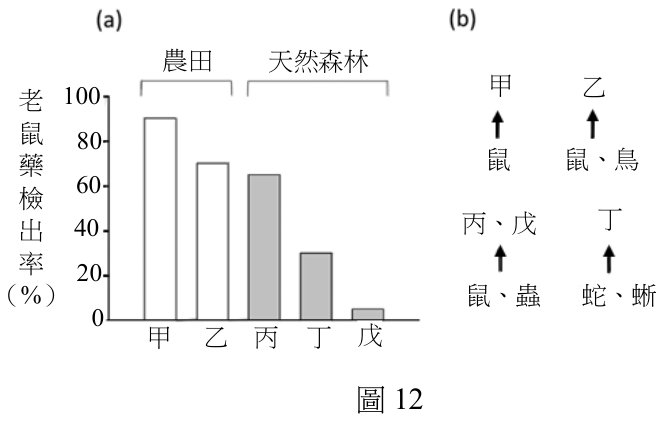 (a)
農田 天然森林
老鼠藥檢出率(%)
100
80
60
40
20
0
甲 乙 丙 丁 戊
(b)
甲 乙
鼠 鼠、鳥
丙、戊 丁
鼠、蟲 蛇、蜥
圖 12